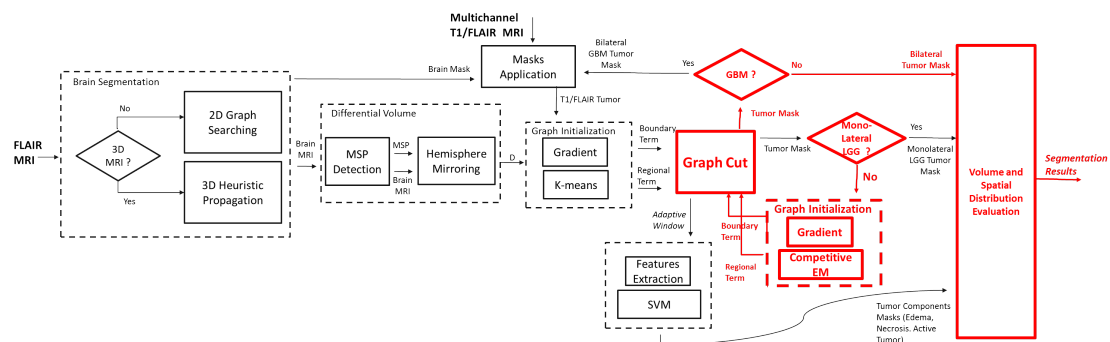 Multichannel
T1/FLAIR MRI
Masks
Application
Brain Mask
T1/FLAIR Tumor
Bilateral
GBM Tumor
Mask
Yes
GBM ?
No
Bilateral
Tumor Mask
Brain Segmentation
FLAIR
MRI
3D
MRI ?
No
Yes
2D Graph
Searching
3D Heuristic
Propagation
Brain
MRI
Differential Volume
MSP
Detection
MSP
Brain
MRI
Hemisphere
Mirroring
D
Graph Initialization
Gradient
K-means
Boundary
Term
Regional
Term
Graph Cut
Tumor Mask
Tumor Mask
Mono-
Lateral
LGG ?
Yes
Monolateral
LGG Tumor
Mask
No
Graph Initialization
Gradient
Competitive
EM
Boundary
Term
Regional
Term
Adaptive
Window
Features
Extraction
SVM
Tumor Components
Masks (Edema,
Necrosis. Active
Tumor)
Volume and
Spatial
Distribution
Evaluation
Segmentation
Results